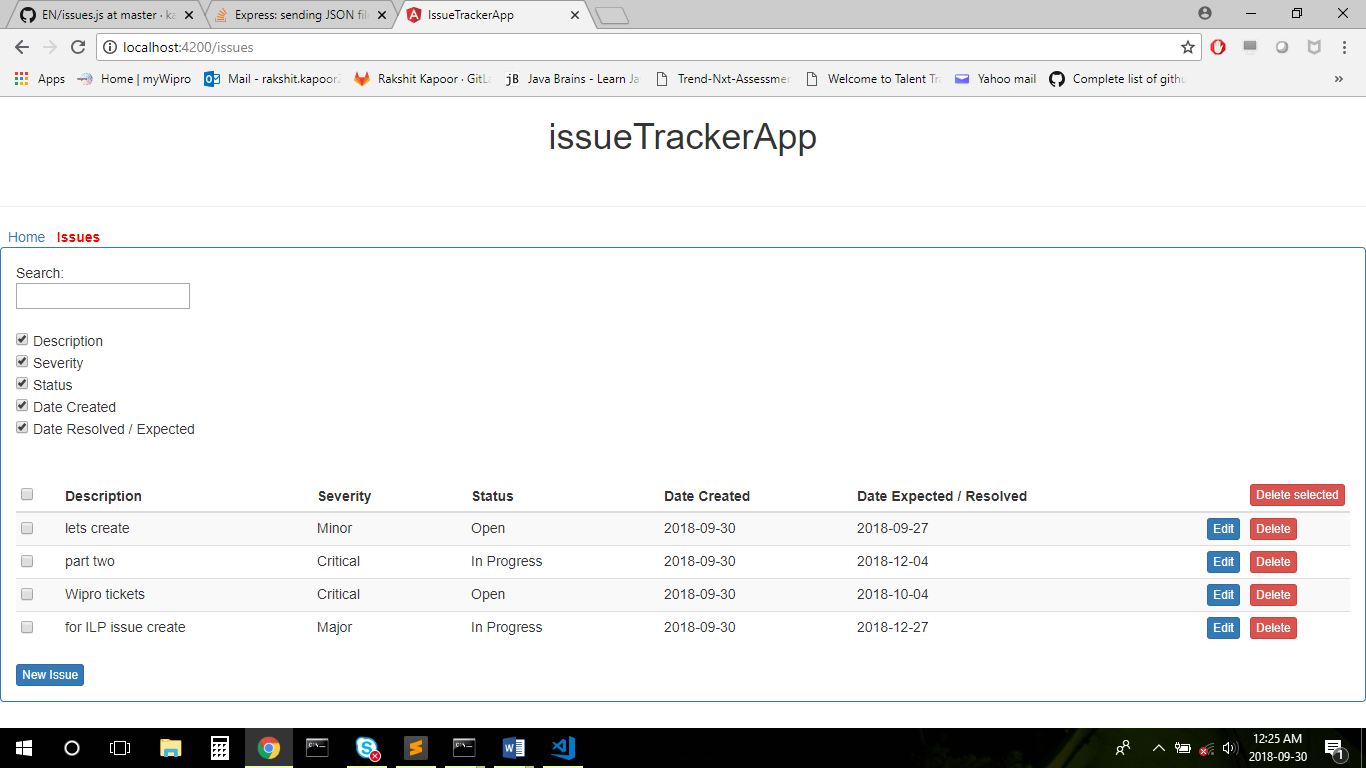 EN/issues.js at master · ka
Express: sending JSON file
IssueTrackerApp
localhost:4200/issues
Apps
Home | myWipro
Mail - rakshit.kapoor2
Rakshit Kapoor · GitLa
jB Java Brains - Learn Ja
Trend-Nxt-Assessmen
Welcome to Talent Tra
Yahoo mail
Complete list of githu
»
issueTrackerApp
Home Issues
Search:
Description
Severity
Status
Date Created
Date Resolved / Expected
Description Severity Status Date Created Date Expected / Resolved Delete selected
lets create Minor Open 2018-09-30 2018-09-27 Edit Delete
part two Critical In Progress 2018-09-30 2018-12-04 Edit Delete
Wipro tickets Critical Open 2018-09-30 2018-10-04 Edit Delete
for ILP issue create Major In Progress 2018-09-30 2018-12-27 Edit Delete
New Issue
12:25 AM
2018-09-30
1